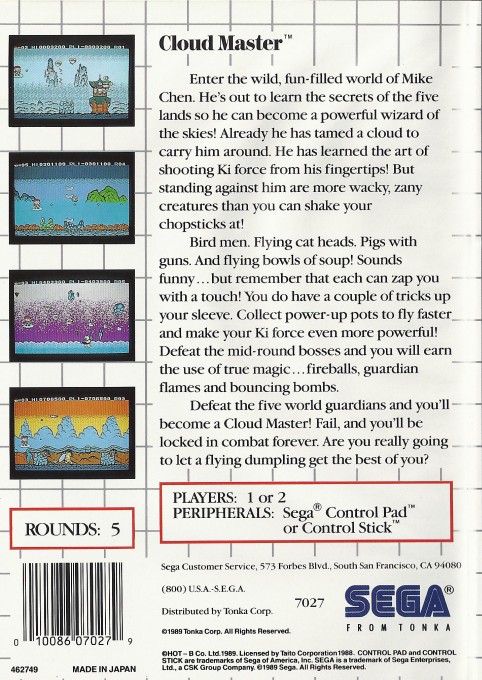 Cloud Master™
Enter the wild, fun-filled world of Mike
Chen. He's out to learn the secrets of the five
lands so he can become a powerful wizard of
the skies! Already he has tamed a cloud to
carry him around. He has learned the art of
shooting Ki force from his fingertips! But
standing against him are more wacky, zany
creatures than you can shake your
chopsticks at!
Bird men. Flying cat heads. Pigs with
guns. And flying bowls of soup! Sounds
funny...but remember that each can zap you
with a touch! You do have a couple of tricks up
your sleeve. Collect power-up pots to fly faster
and make your Ki force even more powerful!
Defeat the mid-round bosses and you will earn
the use of true magic...fireballs, guardian
flames and bouncing bombs.
Defeat the five world guardians and you'll
become a Cloud Master! Fail, and you'll be
locked in combat forever. Are you really going
to let a flying dumpling get the best of you?
PLAYERS: 1 or 2
PERIPHERALS: Sega® Control Pad™
or Control Stick™
ROUNDS: 5
Sega Customer Service, 573 Forbes Blvd., South San Francisco, CA 94080
(800) U.S.A.-S.E.G.A.
Distributed by Tonka Corp.
7027
SEGA®
FROM TONKA
©1989 Tonka Corp. All Rights Reserved.
©HOT – B Co. Ltd. 1989. Licensed by Taito Corporation 1988. CONTROL PAD and CONTROL
STICK are trademarks of Sega of America, Inc. SEGA is a trademark of Sega Enterprises,
Ltd., a CSK Group Company. ©1989 Sega. All Rights Reserved.
0 10086 07027 9
462749
MADE IN JAPAN